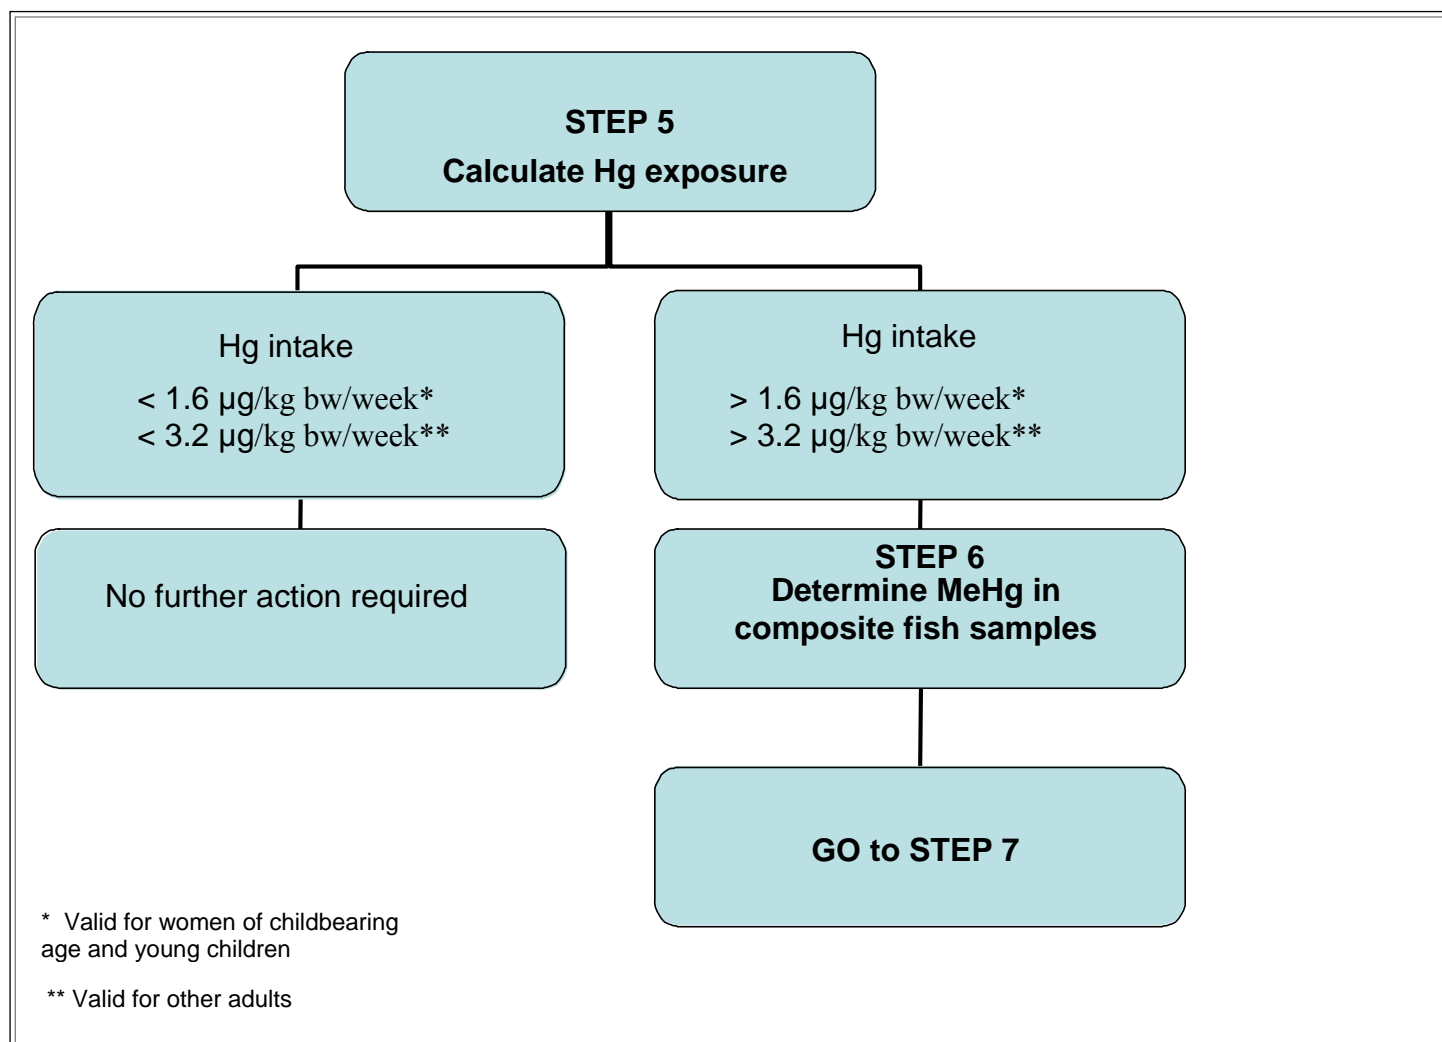 STEP 5
Calculate Hg exposure
Hg intake
< 1.6 µg/kg bw/week*
< 3.2 µg/kg bw/week**
Hg intake
> 1.6 µg/kg bw/week*
> 3.2 µg/kg bw/week**
No further action required
STEP 6
Determine MeHg in
composite fish samples
GO to STEP 7
* Valid for women of childbearing
age and young children
** Valid for other adults